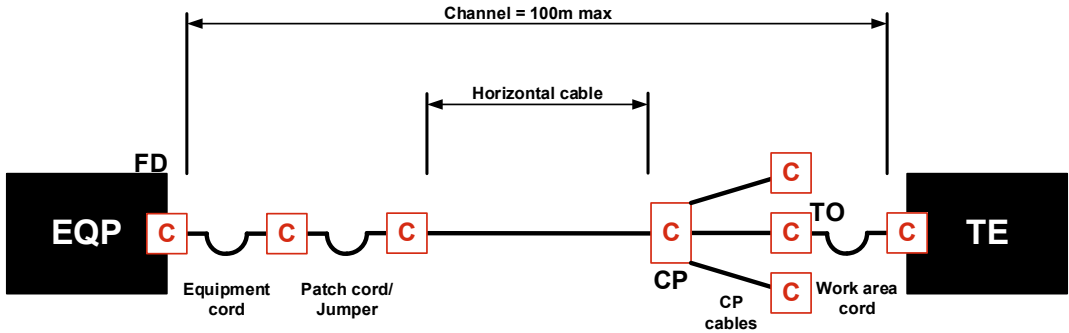 Channel = 100m max
Horizontal cable
FD
EQP
C
C
C
C
C
C
C
C
TO
TE
CP
Equipment
cord
Patch cord/
Jumper
CP
cables
Work area
cord